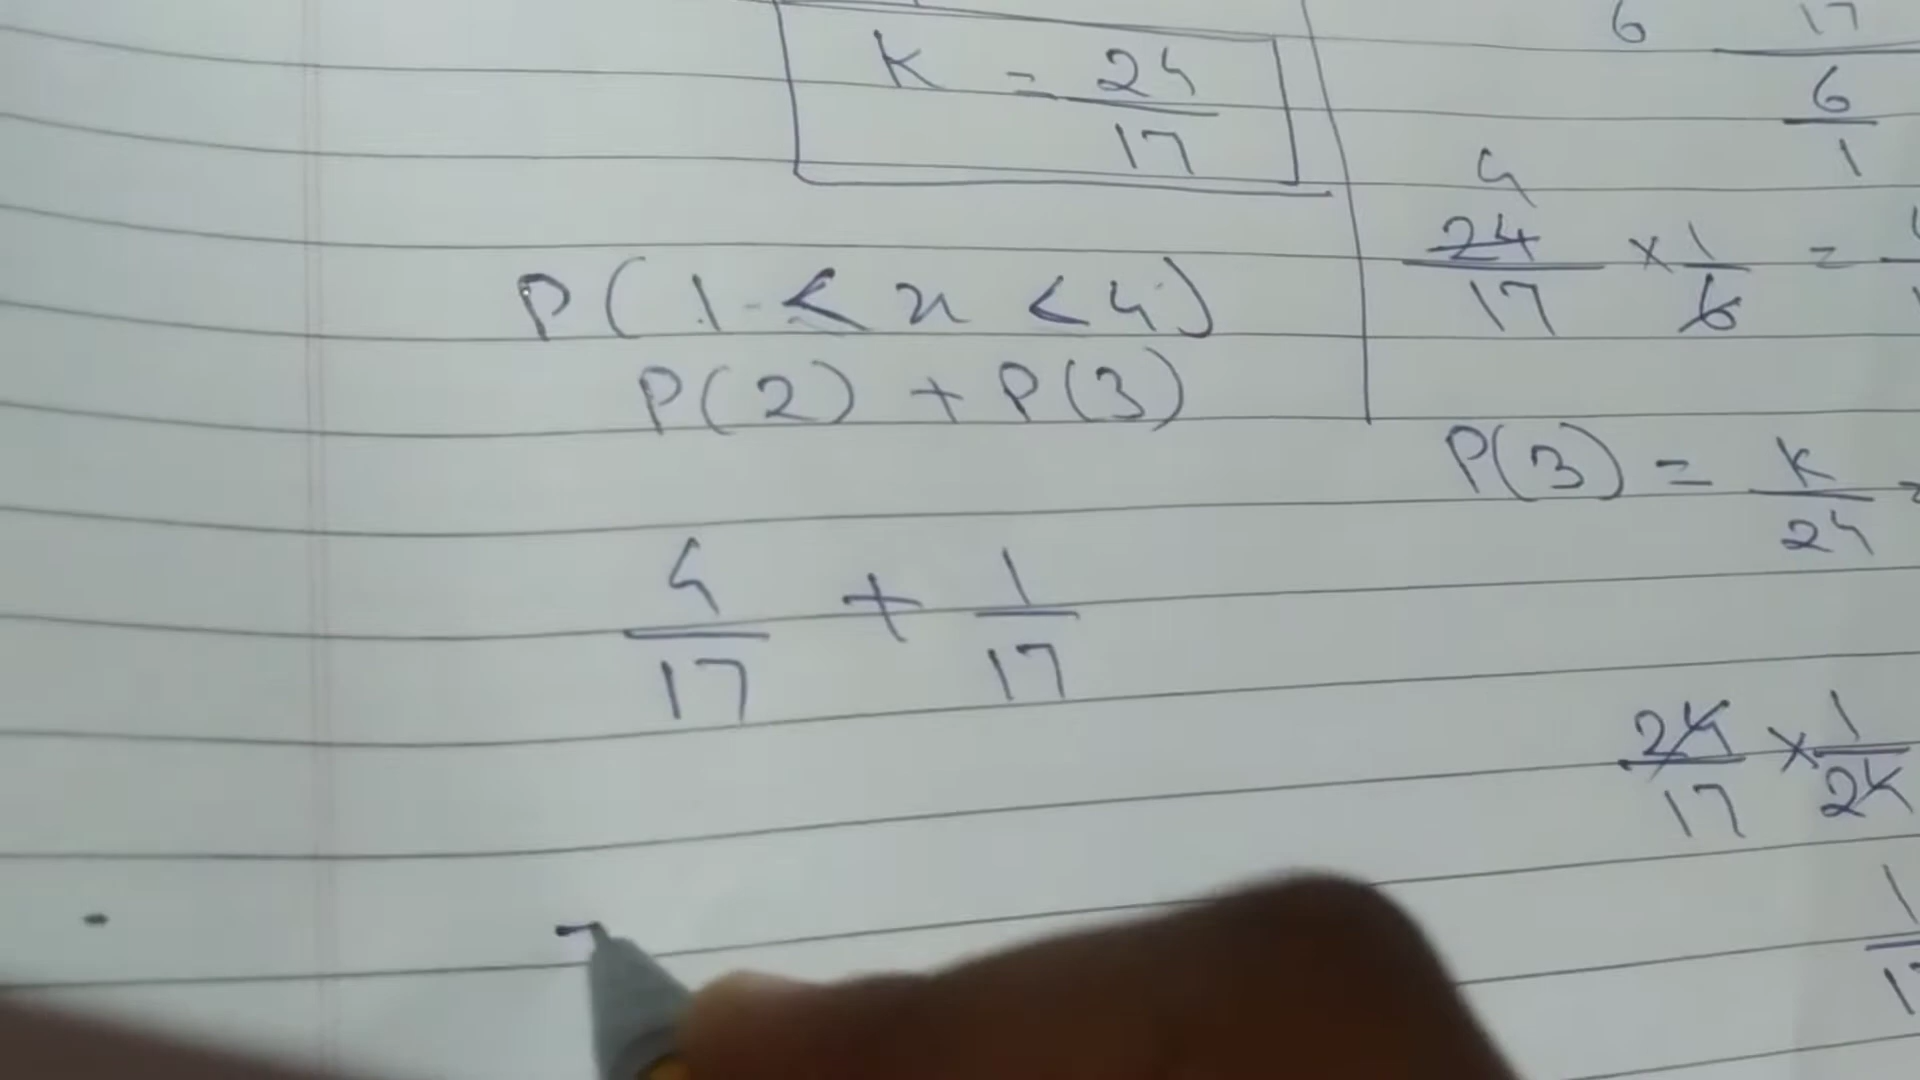 K = 24/17
P(1 < x < 4)
P(2) + P(3)
4/17 + 1/17
6 17
6/1
4
24/17 × 1/6 =
P(3) = K/24 =
24/17 × 1/24
1